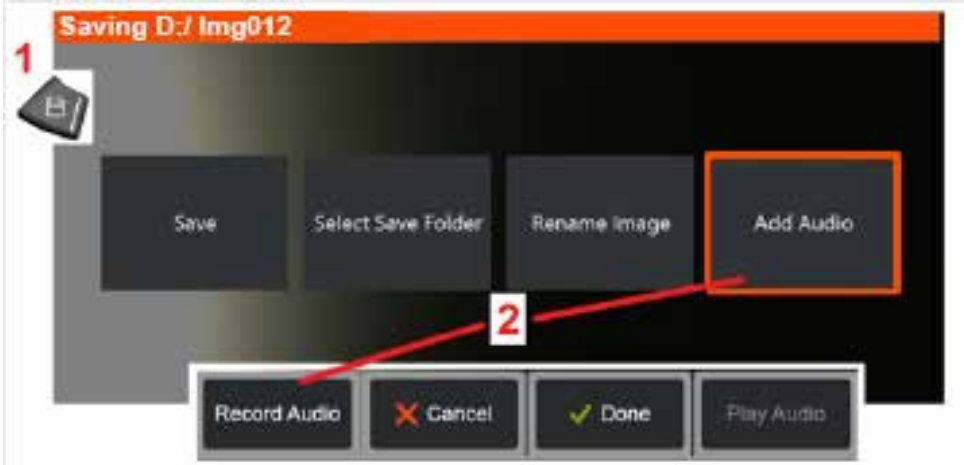 Saving D:/ Img012
1
Save
Select Save Folder
Rename Image
Add Audio
2
Record Audio
Cancel
Done
Play Audio